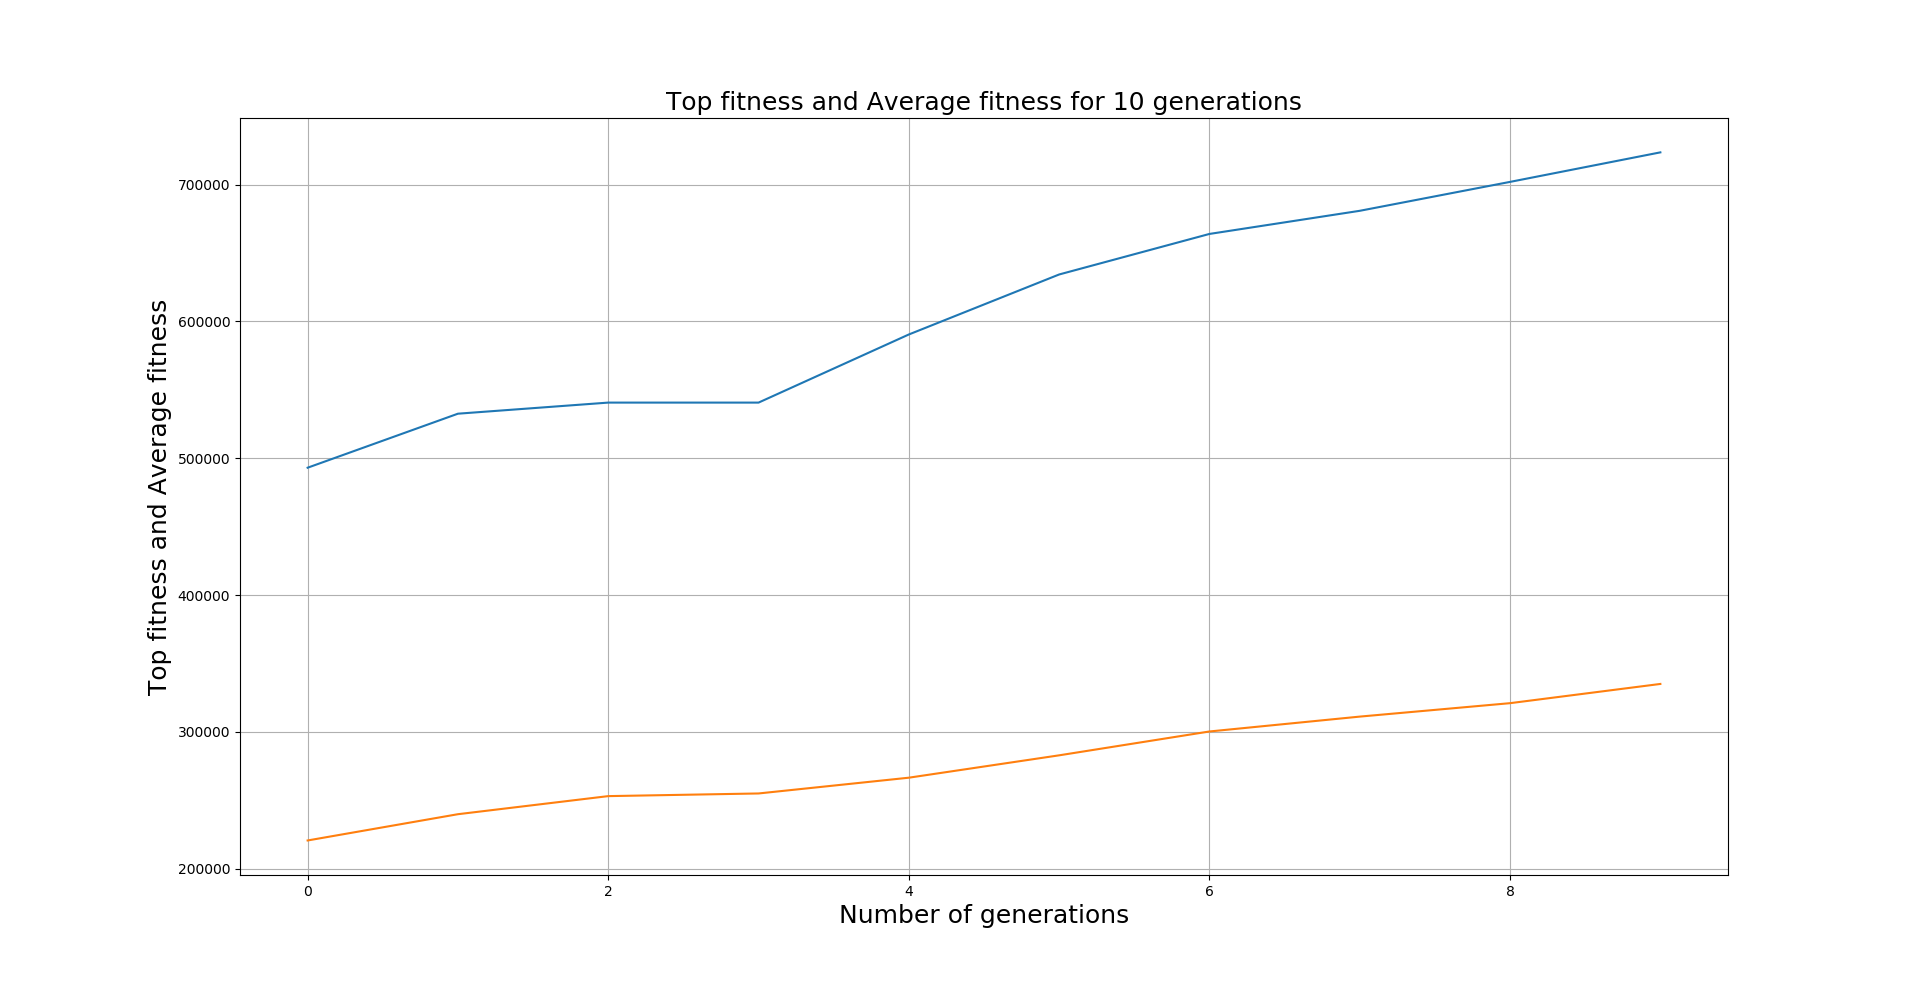 Top fitness and Average fitness for 10 generations
Top fitness and Average fitness
700000
600000
500000
400000
300000
200000
0 2 4 6 8
Number of generations